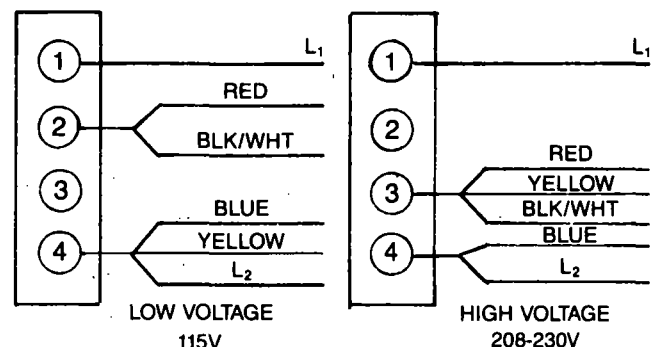 1
L₁
RED
2
BLK/WHT
3
BLUE
4
YELLOW
L₂
LOW VOLTAGE
115V
1
L₁
2
RED
3
YELLOW
BLK/WHT
4
BLUE
L₂
HIGH VOLTAGE
208-230V